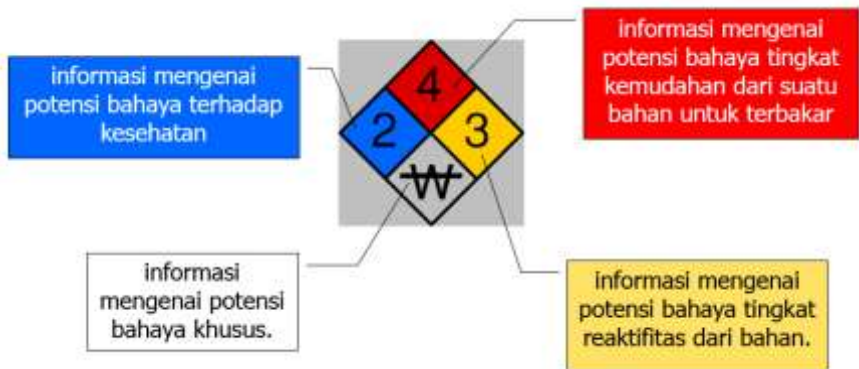 informasi mengenai
potensi bahaya terhadap
kesehatan
informasi mengenai
potensi bahaya tingkat
kemudahan dari suatu
bahan untuk terbakar
4
2
3
W
informasi
mengenai potensi
bahaya khusus.
informasi mengenai
potensi bahaya tingkat
reaktifitas dari bahan.